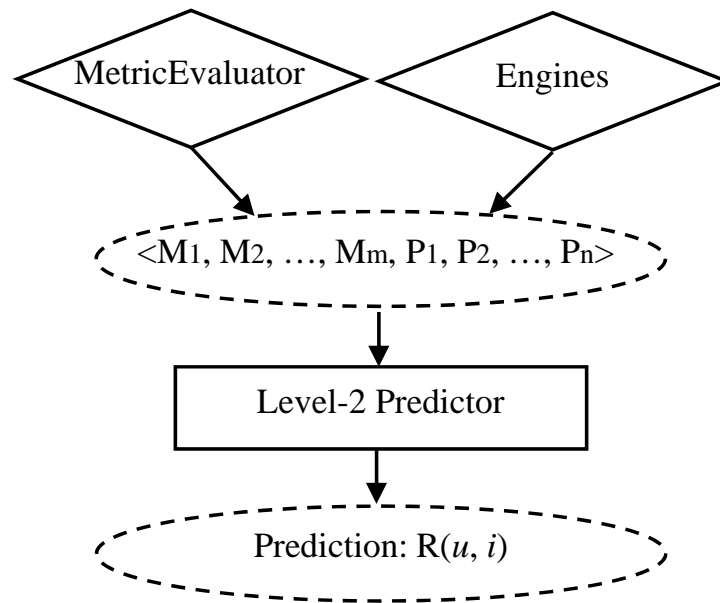 MetricEvaluator
Engines
<M1, M2, …, Mm, P1, P2, …, Pn>
Level-2 Predictor
Prediction: R(u, i)